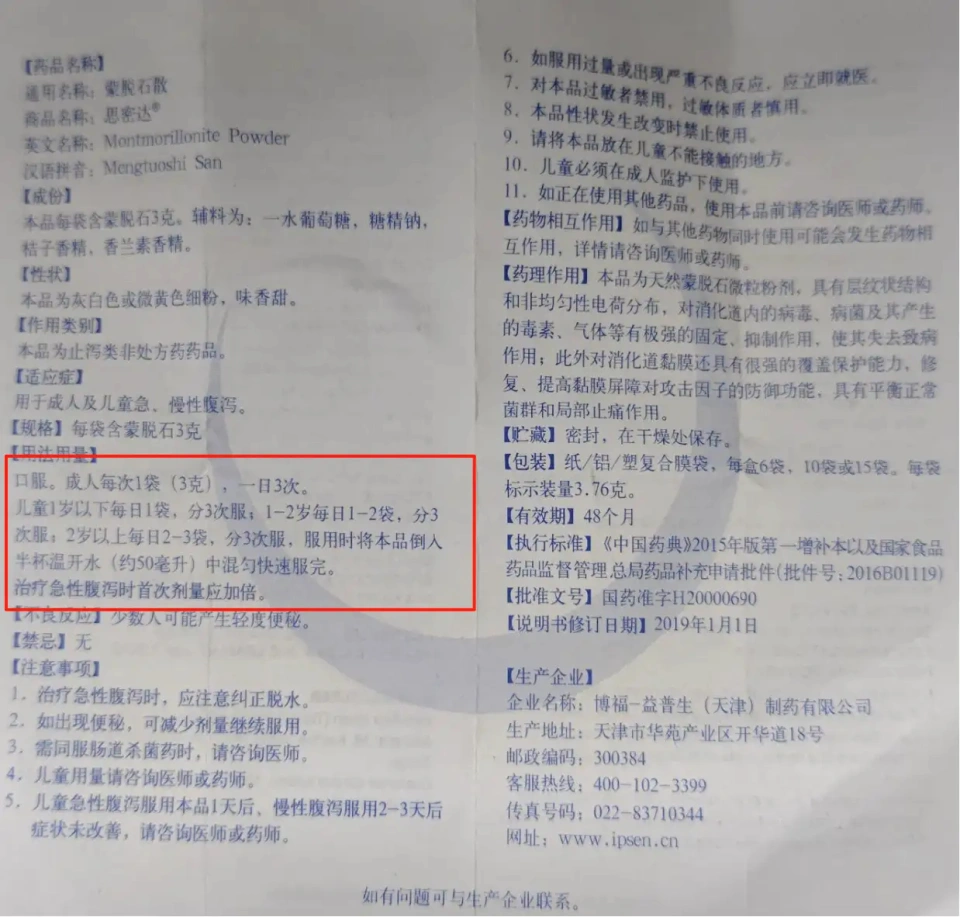 【药品名称】
通用名称：蒙脱石散
商品名称：思密达®
英文名称：Montmorillonite Powder
汉语拼音：Mengtuoshi San
【成份】
本品每袋含蒙脱石3克。辅料为：一水葡萄糖，糖精钠，
桔子香精，香兰素香精。
【性状】
本品为灰白色或微黄色细粉，味香甜。
【作用类别】
本品为止泻类非处方药药品。
【适应症】
用于成人及儿童急、慢性腹泻。
【规格】每袋含蒙脱石3克
【用法用量】
口服。成人每次1袋（3克），一日3次。
儿童1岁以下每日1袋，分3次服；1-2岁每日1-2袋，分3
次服；2岁以上每日2-3袋，分3次服，服用时将本品倒入
半杯温开水（约50毫升）中混匀快速服完。
治疗急性腹泻时首次剂量应加倍。
【不良反应】少数人可能产生轻度便秘。
【禁忌】无
【注意事项】
1．治疗急性腹泻时，应注意纠正脱水。
2．如出现便秘，可减少剂量继续服用。
3．需同服肠道杀菌药时，请咨询医师。
4．儿童用量请咨询医师或药师。
5．儿童急性腹泻服用本品1天后、慢性腹泻服用2-3天后
症状未改善，请咨询医师或药师。
6．如服用过量或出现严重不良反应，应立即就医。
7．对本品过敏者禁用，过敏体质者慎用。
8．本品性状发生改变时禁止使用。
9．请将本品放在儿童不能接触的地方。
10．儿童必须在成人监护下使用。
11．如正在使用其他药品，使用本品前请咨询医师或药师。
【药物相互作用】如与其他药物同时使用可能会发生药物相
互作用，详情请咨询医师或药师。
【药理作用】本品为天然蒙脱石微粒粉剂，具有层纹状结构
和非均匀性电荷分布，对消化道内的病毒、病菌及其产生
的毒素、气体等有极强的固定、抑制作用，使其失去致病
作用；此外对消化道黏膜还具有很强的覆盖保护能力，修
复、提高黏膜屏障对攻击因子的防御功能，具有平衡正常
菌群和局部止痛作用。
【贮藏】密封，在干燥处保存。
【包装】纸/铝/塑复合膜袋，每盒6袋，10袋或15袋。每袋
标示装量3.76克。
【有效期】48个月
【执行标准】《中国药典》2015年版第一增补本以及国家食品
药品监督管理总局药品补充申请批件(批件号：2016B01119)
【批准文号】国药准字H20000690
【说明书修订日期】2019年1月1日
【生产企业】
企业名称：博福-益普生（天津）制药有限公司
生产地址：天津市华苑产业区开华道18号
邮政编码：300384
客服热线：400-102-3399
传真号码：022-83710344
网址：www.ipsen.cn
如有问题可与生产企业联系。